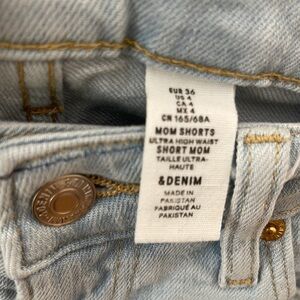 EUR 36
US 4
CA 4
MX 4
CN 165/68A
MOM SHORTS
ULTRA HIGH WAIST
SHORT MOM
TAILLE ULTRA-
HAUTE
&DENIM
MADE IN
PAKISTAN
FABRIQUÉ AU
PAKISTAN